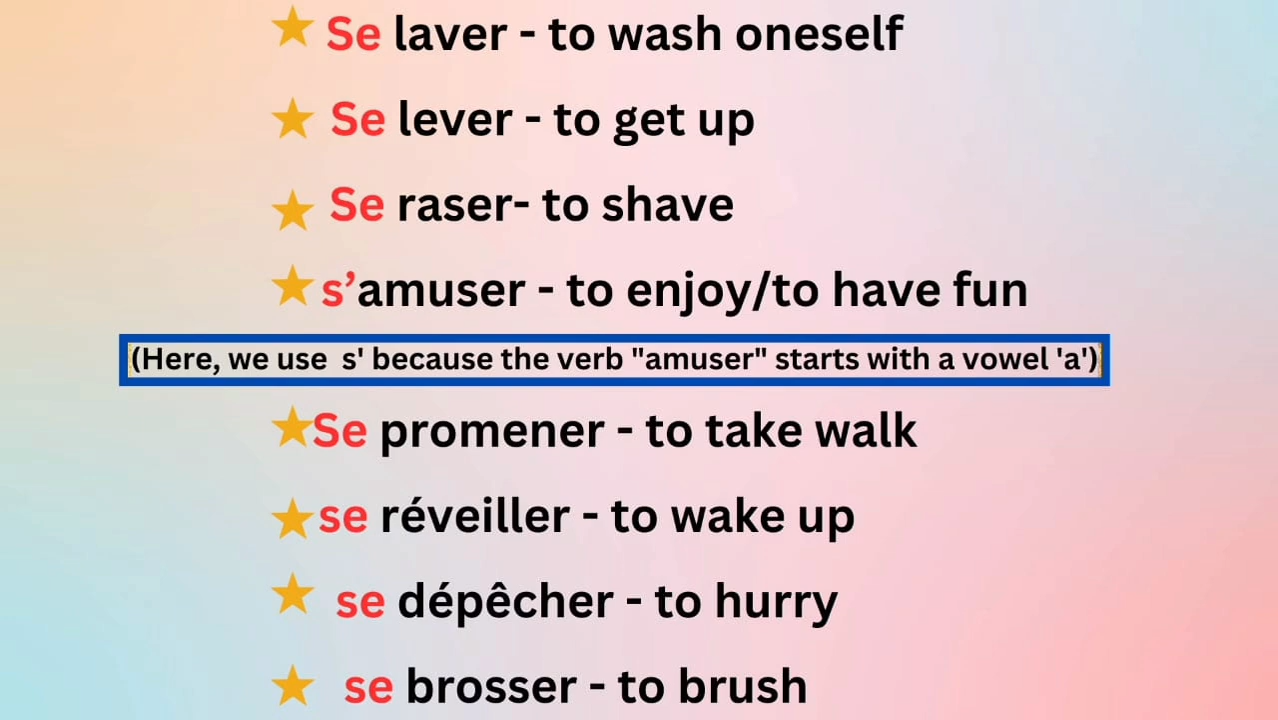 Se laver - to wash oneself
Se lever - to get up
Se raser- to shave
s’amuser - to enjoy/to have fun
(Here, we use s' because the verb "amuser" starts with a vowel 'a')
Se promener - to take walk
se réveiller - to wake up
se dépêcher - to hurry
se brosser - to brush